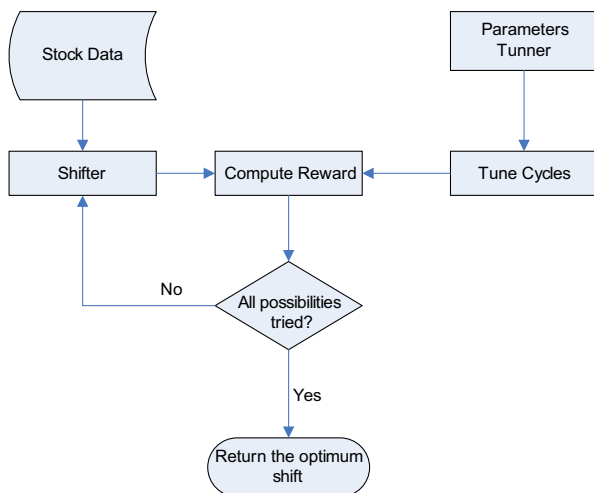 Stock Data
Parameters
Tunner
Shifter
Compute Reward
Tune Cycles
No
All possibilities
tried?
Yes
Return the optimum
shift